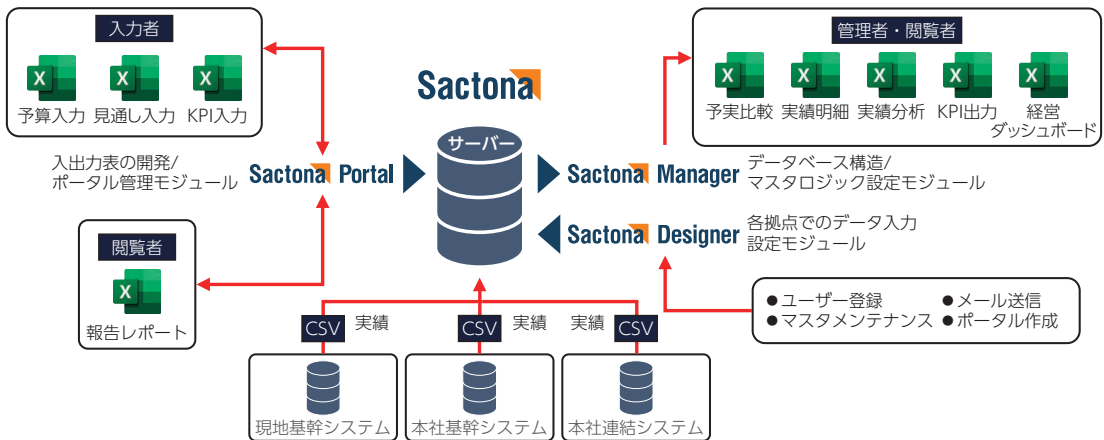 入力者
予算入力
見通し入力
KPI入力
管理者・閲覧者
予実比較
実績明細
実績分析
KPI出力
経営
ダッシュボード
Sactona
サーバー
入出力表の開発/
ポータル管理モジュール
Sactona Portal
Sactona Manager
データベース構造/
マスタロジック設定モジュール
Sactona Designer
各拠点でのデータ入力
設定モジュール
閲覧者
報告レポート
●ユーザー登録 ●メール送信
●マスタメンテナンス ●ポータル作成
CSV 実績
CSV 実績
実績 CSV
現地基幹システム
本社基幹システム
本社連結システム